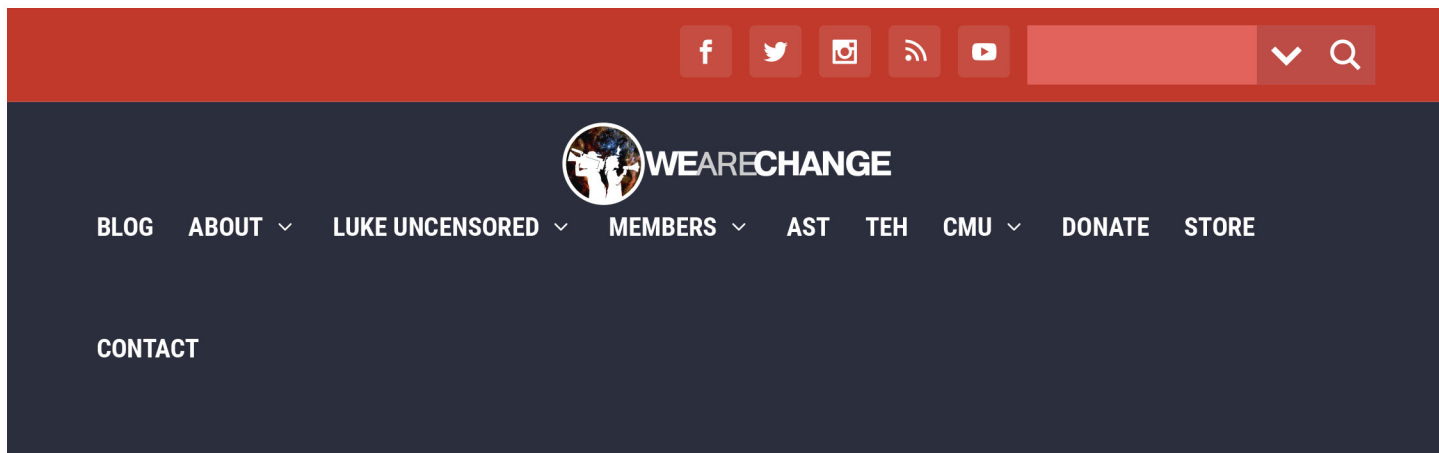 WEARECHANGE
BLOG ABOUT LUKE UNCENSORED MEMBERS AST TEH CMU DONATE STORE
CONTACT